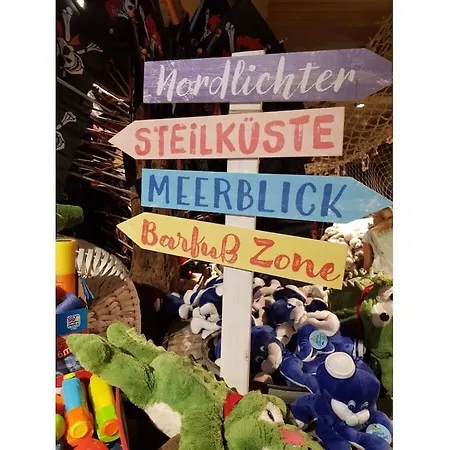 Nordlichter
STEILKÜSTE
MEERBLICK
Barfuß Zone